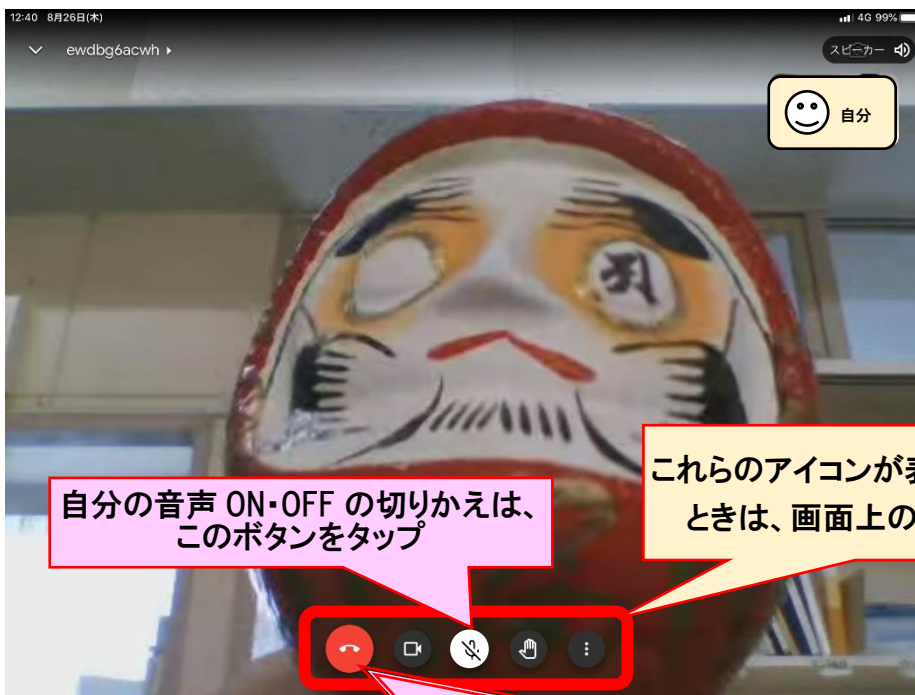 12:40 8月26日(木)
4G 99%
ewdbg6acwh
スピーカー
自分
これらのアイコンが表
ときは、画面上の
自分の音声 ON・OFF の切りかえは、
このボタンをタップ